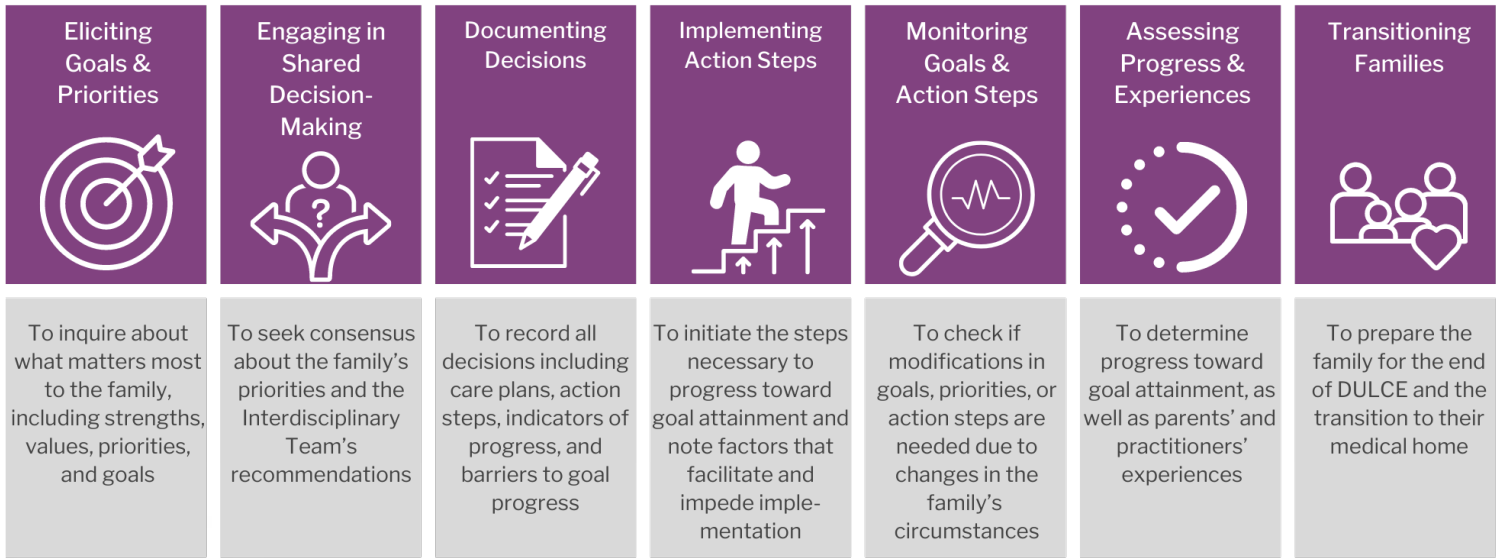 Eliciting
Goals &
Priorities
Engaging in
Shared
Decision-
Making
?
Documenting
Decisions
Implementing
Action Steps
Monitoring
Goals &
Action Steps
Assessing
Progress &
Experiences
Transitioning
Families
To inquire about
what matters most
to the family,
including strengths,
values, priorities,
and goals
To seek consensus
about the family’s
priorities and the
Interdisciplinary
Team’s
recommendations
To record all
decisions including
care plans, action
steps, indicators of
progress, and
barriers to goal
progress
To initiate the steps
necessary to
progress toward
goal attainment and
note factors that
facilitate and
impede imple-
mentation
To check if
modifications in
goals, priorities, or
action steps are
needed due to
changes in the
family’s
circumstances
To determine
progress toward
goal attainment, as
well as parents’ and
practitioners’
experiences
To prepare the
family for the end
of DULCE and the
transition to their
medical home